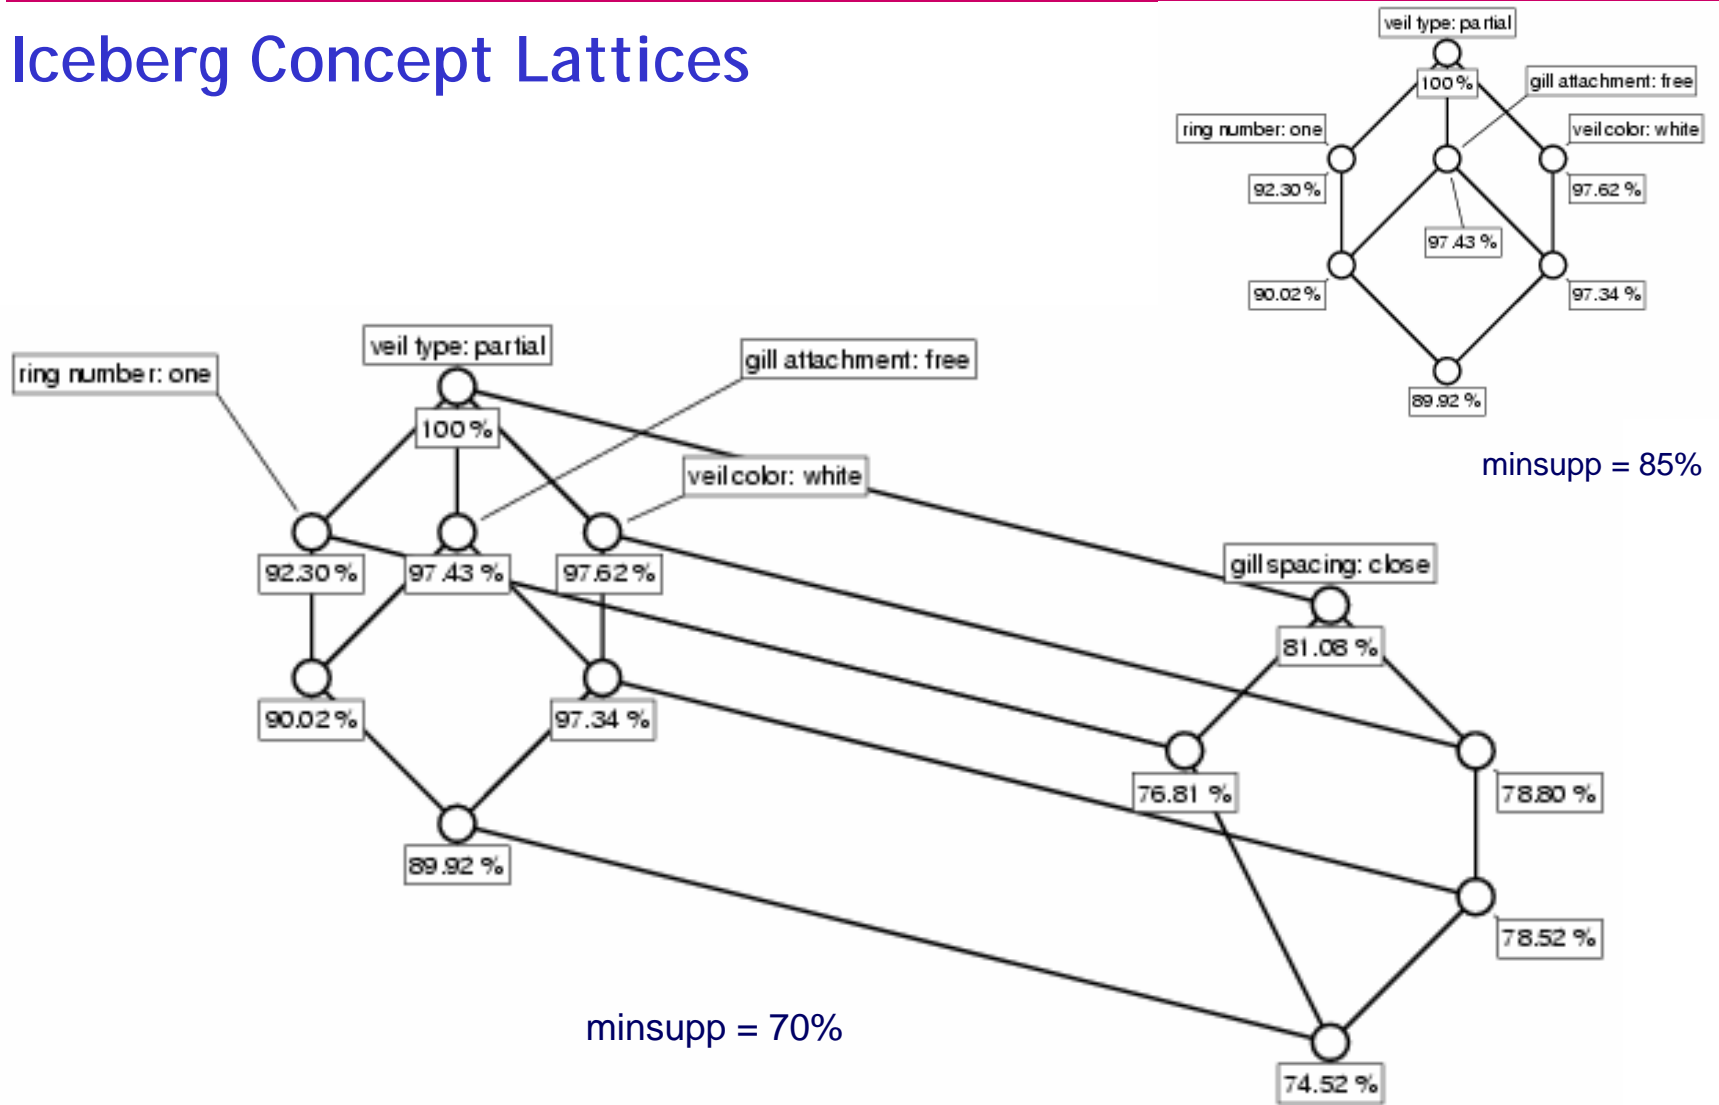 Iceberg Concept Lattices
veil type: partial
100 %
gill attachment: free
ring number: one
veil color: white
92.30 %
97.62 %
97.43 %
90.02 %
97.34 %
89.92 %
minsupp = 85%
veil type: partial
ring number: one
gill attachment: free
100 %
veil color: white
92.30 %
97.43 %
97.62 %
gill spacing: close
81.08 %
90.02 %
97.34 %
76.81 %
78.80 %
89.92 %
78.52 %
minsupp = 70%
74.52 %